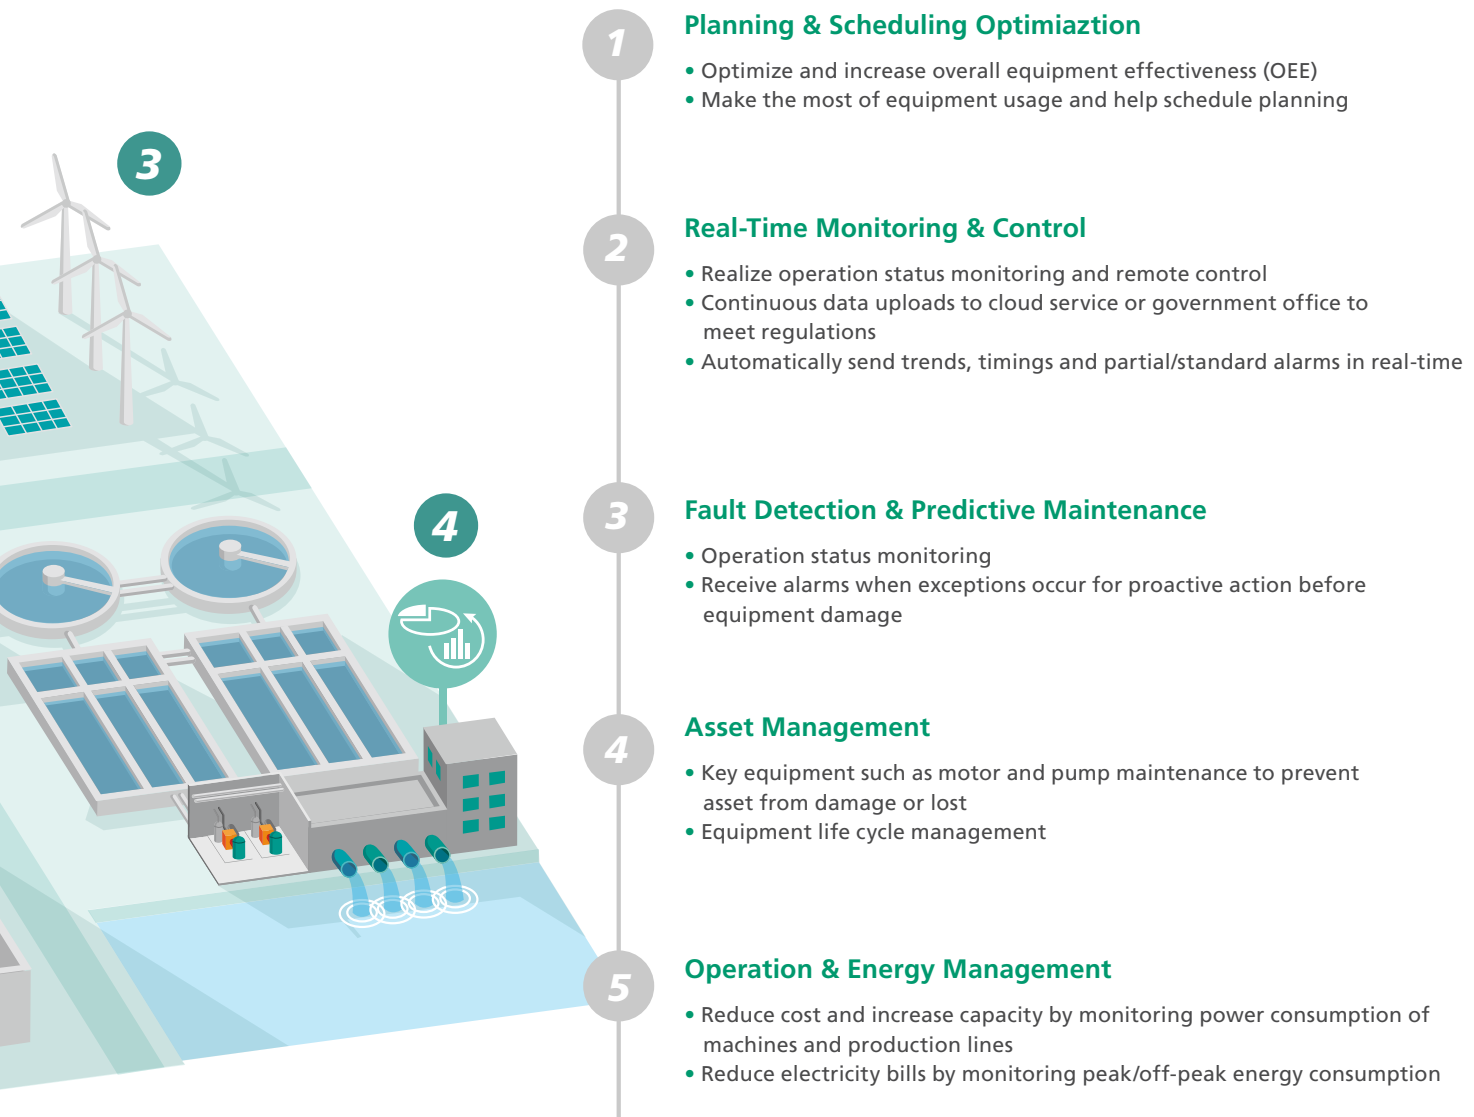 1
Planning & Scheduling Optimiaztion
• Optimize and increase overall equipment effectiveness (OEE)
• Make the most of equipment usage and help schedule planning
3
2
Real-Time Monitoring & Control
• Realize operation status monitoring and remote control
• Continuous data uploads to cloud service or government office to
meet regulations
• Automatically send trends, timings and partial/standard alarms in real-time
3
Fault Detection & Predictive Maintenance
• Operation status monitoring
• Receive alarms when exceptions occur for proactive action before
equipment damage
4
4
Asset Management
• Key equipment such as motor and pump maintenance to prevent
asset from damage or lost
• Equipment life cycle management
5
Operation & Energy Management
• Reduce cost and increase capacity by monitoring power consumption of
machines and production lines
• Reduce electricity bills by monitoring peak/off-peak energy consumption